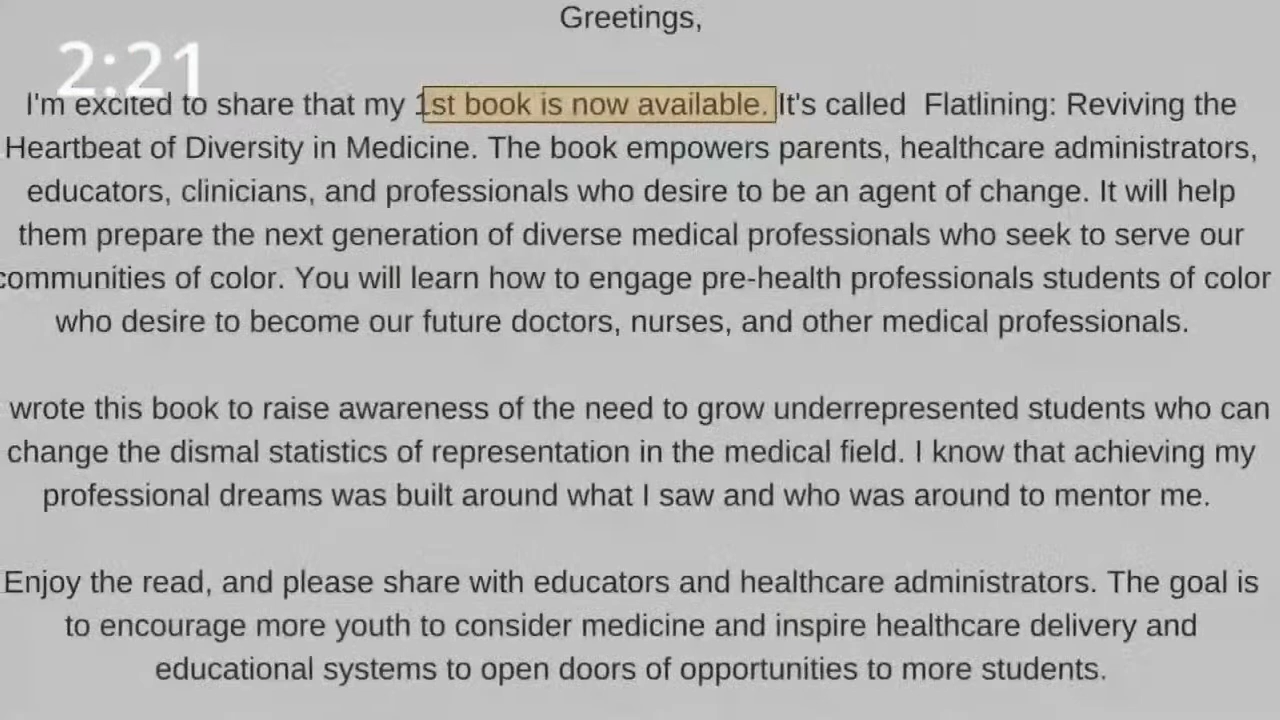 Greetings,
2:21
I'm excited to share that my 1st book is now available. It's called Flatlining: Reviving the
Heartbeat of Diversity in Medicine. The book empowers parents, healthcare administrators,
educators, clinicians, and professionals who desire to be an agent of change. It will help
them prepare the next generation of diverse medical professionals who seek to serve our
communities of color. You will learn how to engage pre-health professionals students of color
who desire to become our future doctors, nurses, and other medical professionals.
wrote this book to raise awareness of the need to grow underrepresented students who can
change the dismal statistics of representation in the medical field. I know that achieving my
professional dreams was built around what I saw and who was around to mentor me.
Enjoy the read, and please share with educators and healthcare administrators. The goal is
to encourage more youth to consider medicine and inspire healthcare delivery and
educational systems to open doors of opportunities to more students.